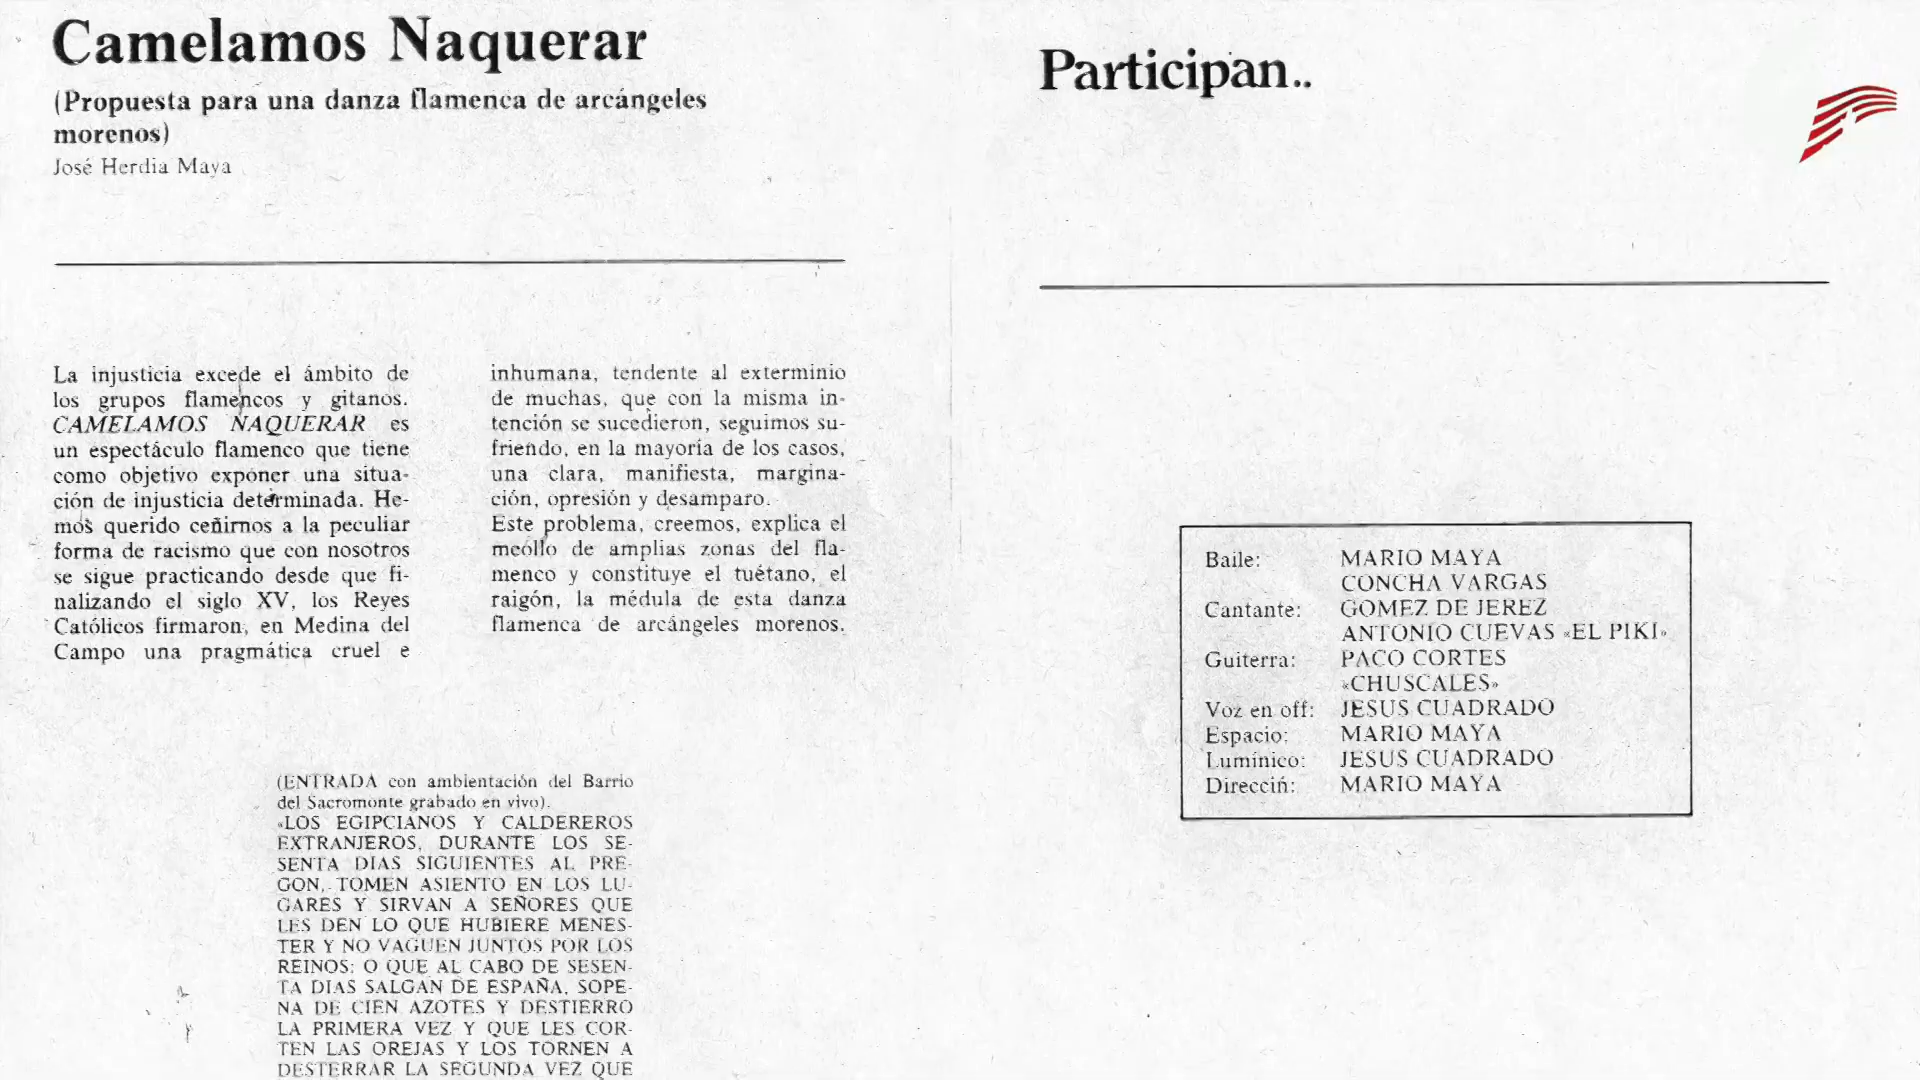 Camelamos Naquerar
(Propuesta para una danza flamenca de arcángeles
morenos)
José Herdia Maya
La injusticia excede el ámbito de
los grupos flamencos y gitanos.
CAMELAMOS NAQUERAR es
un espectáculo flamenco que tiene
como objetivo exponer una situa-
ción de injusticia determinada. He-
mos querido ceñirnos a la peculiar
forma de racismo que con nosotros
se sigue practicando desde que fi-
nalizando el siglo XV, los Reyes
Católicos firmaron, en Medina del
Campo una pragmática cruel e
inhumana, tendente al exterminio
de muchas, que con la misma in-
tención se sucedieron, seguimos su-
friendo, en la mayoría de los casos,
una clara, manifiesta, margina-
ción, opresión y desamparo.
Este problema, creemos, explica el
meollo de amplias zonas del fla-
menco y constituye el tuétano, el
raigón, la médula de esta danza
flamenca de arcángeles morenos.
(ENTRADA con ambientación del Barrio
del Sacromonte grabado en vivo).
«LOS EGIPCIANOS Y CALDEREROS
EXTRANJEROS, DURANTE LOS SE-
SENTA DIAS SIGUIENTES AL PRE-
GON, TOMEN ASIENTO EN LOS LU-
GARES Y SIRVAN A SEÑORES QUE
LES DEN LO QUE HUBIERE MENES-
TER Y NO VAGUEN JUNTOS POR LOS
REINOS: O QUE AL CABO DE SESEN-
TA DIAS SALGAN DE ESPAÑA, SOPE-
NA DE CIEN AZOTES Y DESTIERRO
LA PRIMERA VEZ Y QUE LES COR-
TEN LAS OREJAS Y LOS TORNEN A
DESTERRAR LA SEGUNDA VEZ QUE
Participan..
Baile: MARIO MAYA
CONCHA VARGAS
Cantante: GOMEZ DE JEREZ
ANTONIO CUEVAS «EL PIKI»
Guiterra: PACO CORTES
«CHUSCALES»
Voz en off: JESUS CUADRADO
Espacio: MARIO MAYA
Lumínico: JESUS CUADRADO
Direcciń: MARIO MAYA